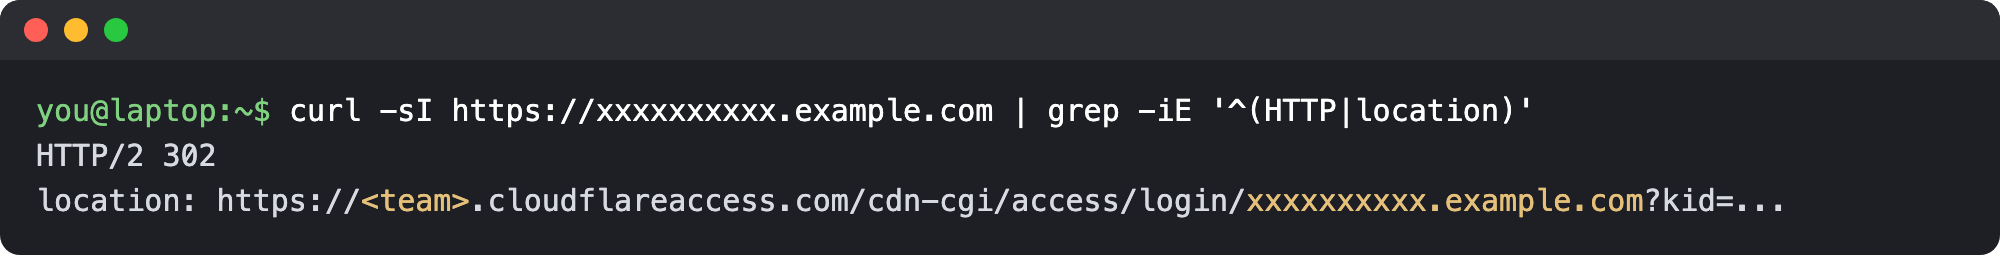 you@laptop:~$ curl -sI https://xxxxxxxxxx.example.com | grep -iE '^(HTTP|location)'
HTTP/2 302
location: https://<team>.cloudflareaccess.com/cdn-cgi/access/login/xxxxxxxxxx.example.com?kid=...